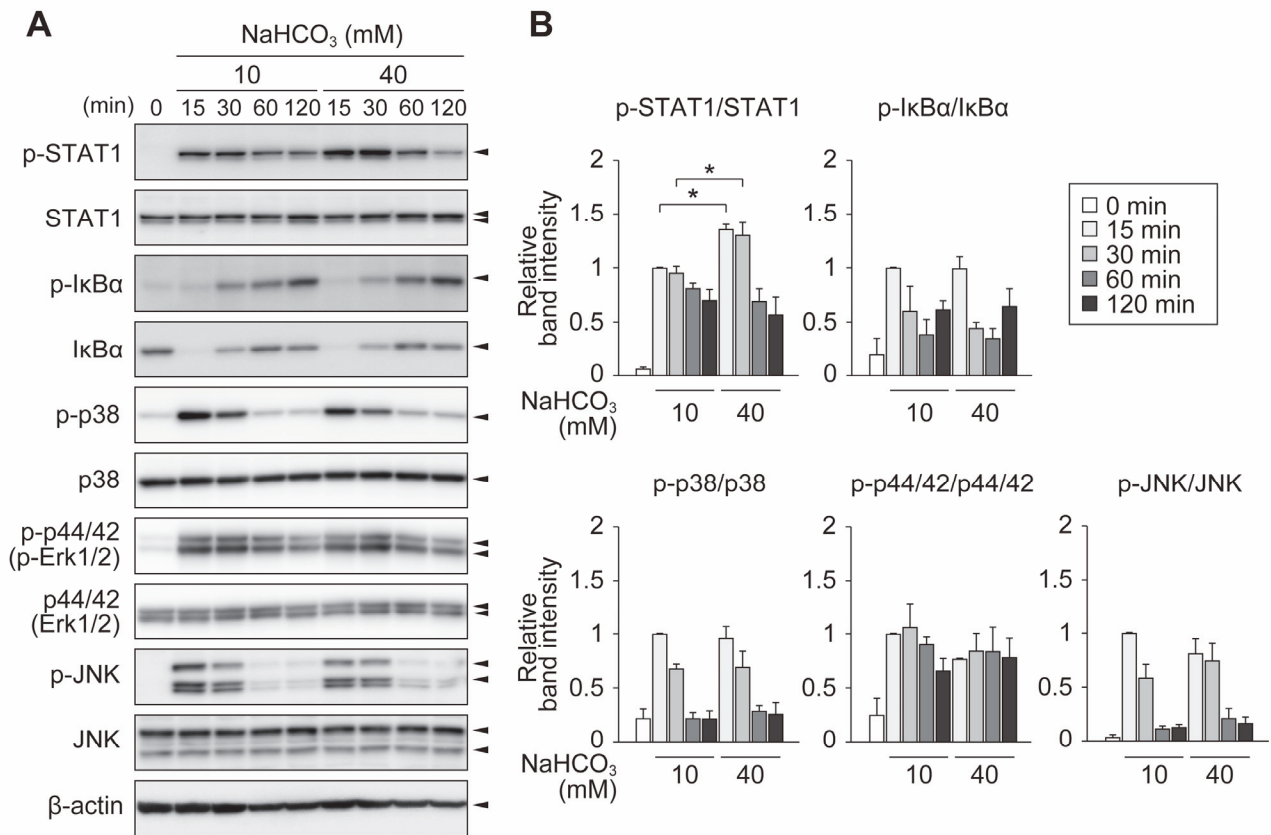 A
NaHCO₃ (mM)
10 40
(min) 0 15 30 60 120 15 30 60 120
p-STAT1
STAT1
p-IκBα
IκBα
p-p38
p38
p-p44/42
(p-Erk1/2)
p44/42
(Erk1/2)
p-JNK
JNK
β-actin
B
p-STAT1/STAT1
Relative
band intensity
2
1.5
1
0.5
0
* *
NaHCO₃
(mM)
10 40
p-IκBα/IκBα
2
1.5
1
0.5
0
10 40
0 min
15 min
30 min
60 min
120 min
p-p38/p38
Relative
band intensity
2
1.5
1
0.5
0
NaHCO₃
(mM)
10 40
p-p44/42/p44/42
2
1.5
1
0.5
0
10 40
p-JNK/JNK
2
1.5
1
0.5
0
10 40